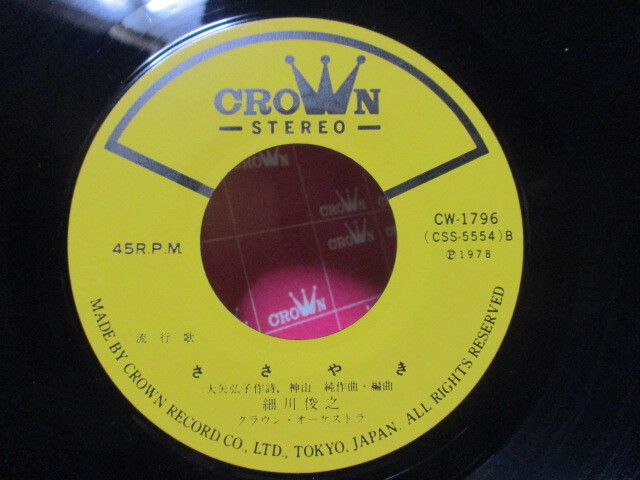 CROWN
STEREO
CW-1796
(CSS-5554)B
45R.P.M.
Ⓟ1978
流行歌
ささやき
大矢弘子作詩、神山 純作曲・編曲
細川俊之
クラウン・オーケストラ
MADE BY CROWN RECORD CO., LTD., TOKYO, JAPAN. ALL RIGHTS RESERVED
CROWN
CROWN
CROWN
CROWN